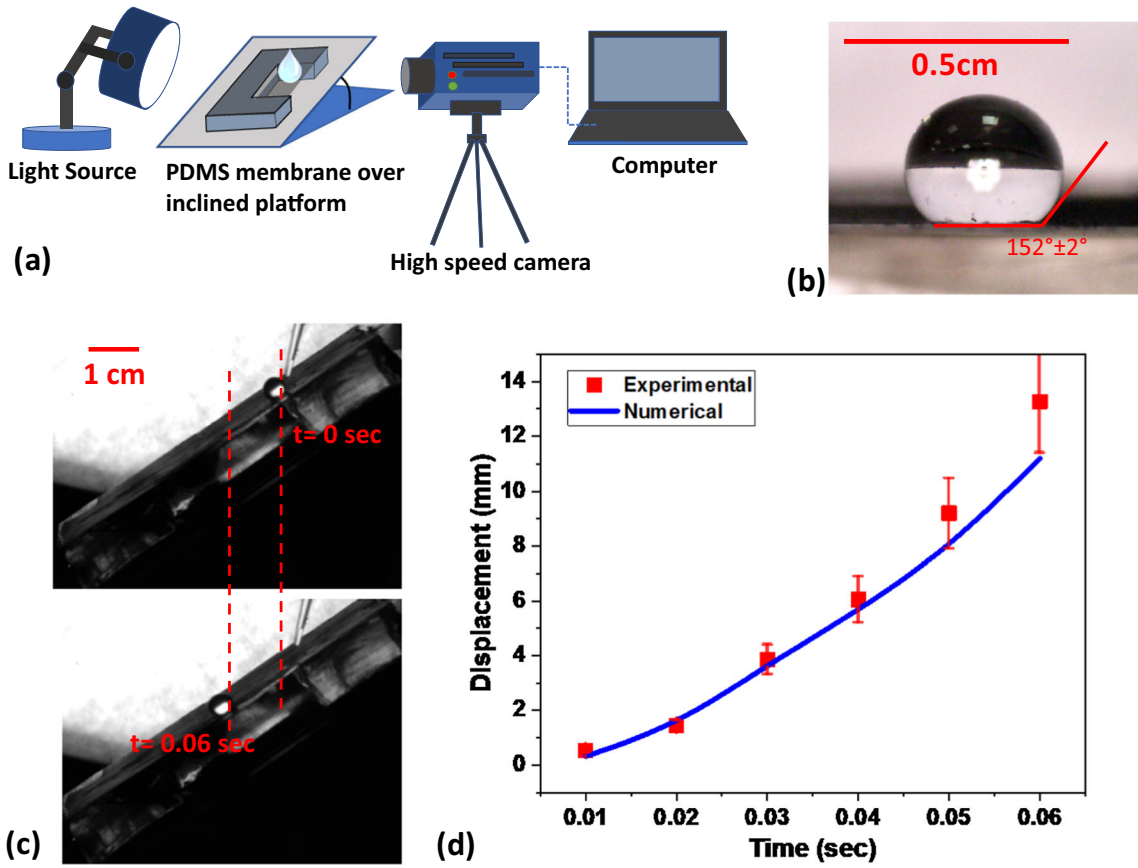 Light Source
PDMS membrane over
inclined platform
High speed camera
Computer
(a)
0.5cm
152°±2°
(b)
1 cm
t= 0 sec
t= 0.06 sec
(c)
Experimental
Numerical
Displacement (mm)
14
12
10
8
6
4
2
0
0.01 0.02 0.03 0.04 0.05 0.06
Time (sec)
(d)